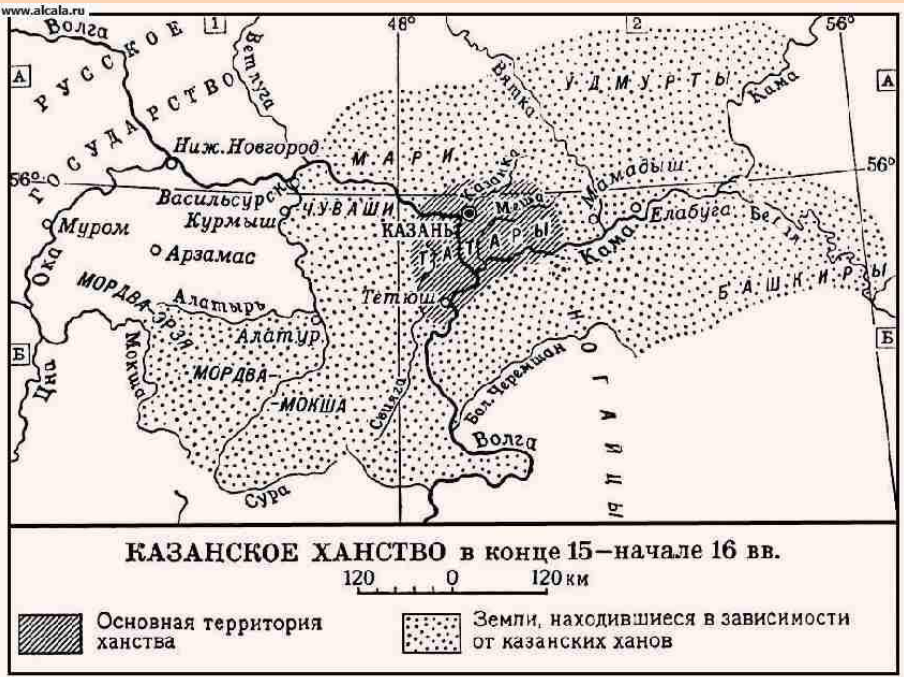 www.alcala.ru
48°
56°
1
2
Волга
РУССКОЕ
ГОСУДАРСТВО
Ветлуга
Вятка
УДМУРТЫ
Кама
А
А
Ниж. Новгород
МАРИ
Казанка
Мамадыш
56°
56°
Васильсурск
ЧУВАШИ
Меша
Курмыш
КАЗАНЬ
Елабуга
Белая
Муром
ТАТАРЫ
Кама
Арзамас
Ока
БАШКИРЫ
МОРДВА-ЭРЗЯ
Алатырь
Тетюш
Алатур
Б
Б
Цна
Мокша
МОРДВА-
-МОКША
Свияга
Бол. Черемшан
НОГАЙЦЫ
Волга
Сура
КАЗАНСКОЕ ХАНСТВО в конце 15—начале 16 вв.
120 0 120 км
Основная территория
ханства
Земли, находившиеся в зависимости
от казанских ханов